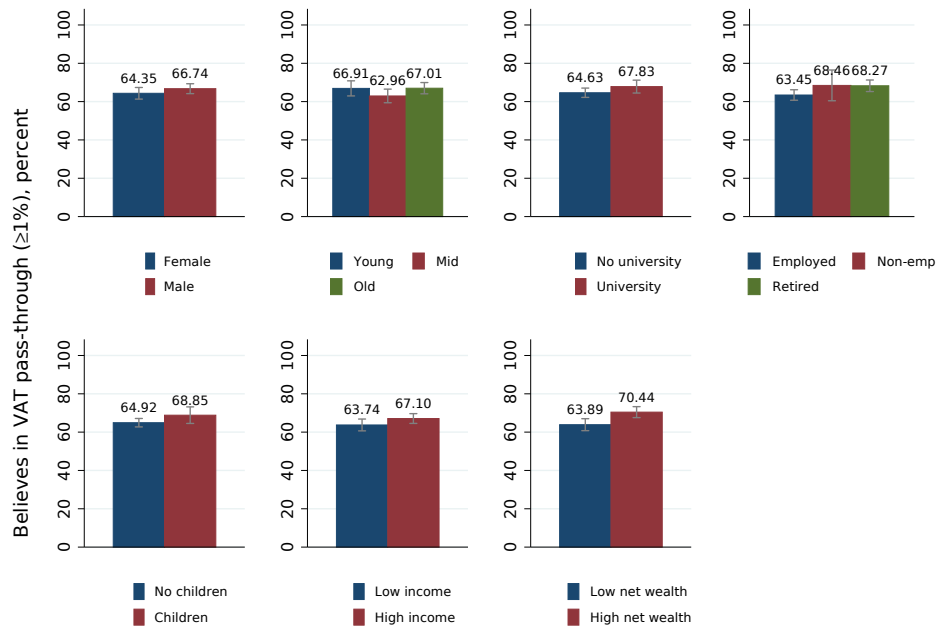 Believes in VAT pass-through (≥1%), percent
0 20 40 60 80 100
64.35 66.74
Female
Male
0 20 40 60 80 100
66.91 62.96 67.01
Young Mid
Old
0 20 40 60 80 100
64.63 67.83
No university
University
0 20 40 60 80 100
63.45 68.46 68.27
Employed Non-emp
Retired
0 20 40 60 80 100
64.92 68.85
No children
Children
0 20 40 60 80 100
63.74 67.10
Low income
High income
0 20 40 60 80 100
63.89 70.44
Low net wealth
High net wealth